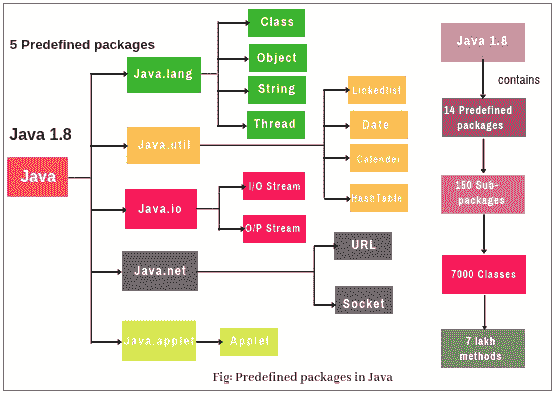 5 Predefined packages
Java 1.8
Java
Java.lang
Class
Object
String
Thread
Java.util
Linkedlist
Date
Calender
HashTable
Java.io
I/O Stream
O/P Stream
Java.net
URL
Socket
Java.applet
Applet
Java 1.8
contains
14 Predefined
packages
150 Sub-
packages
7000 Classes
7 lakh
methods
Fig: Predefined packages in Java